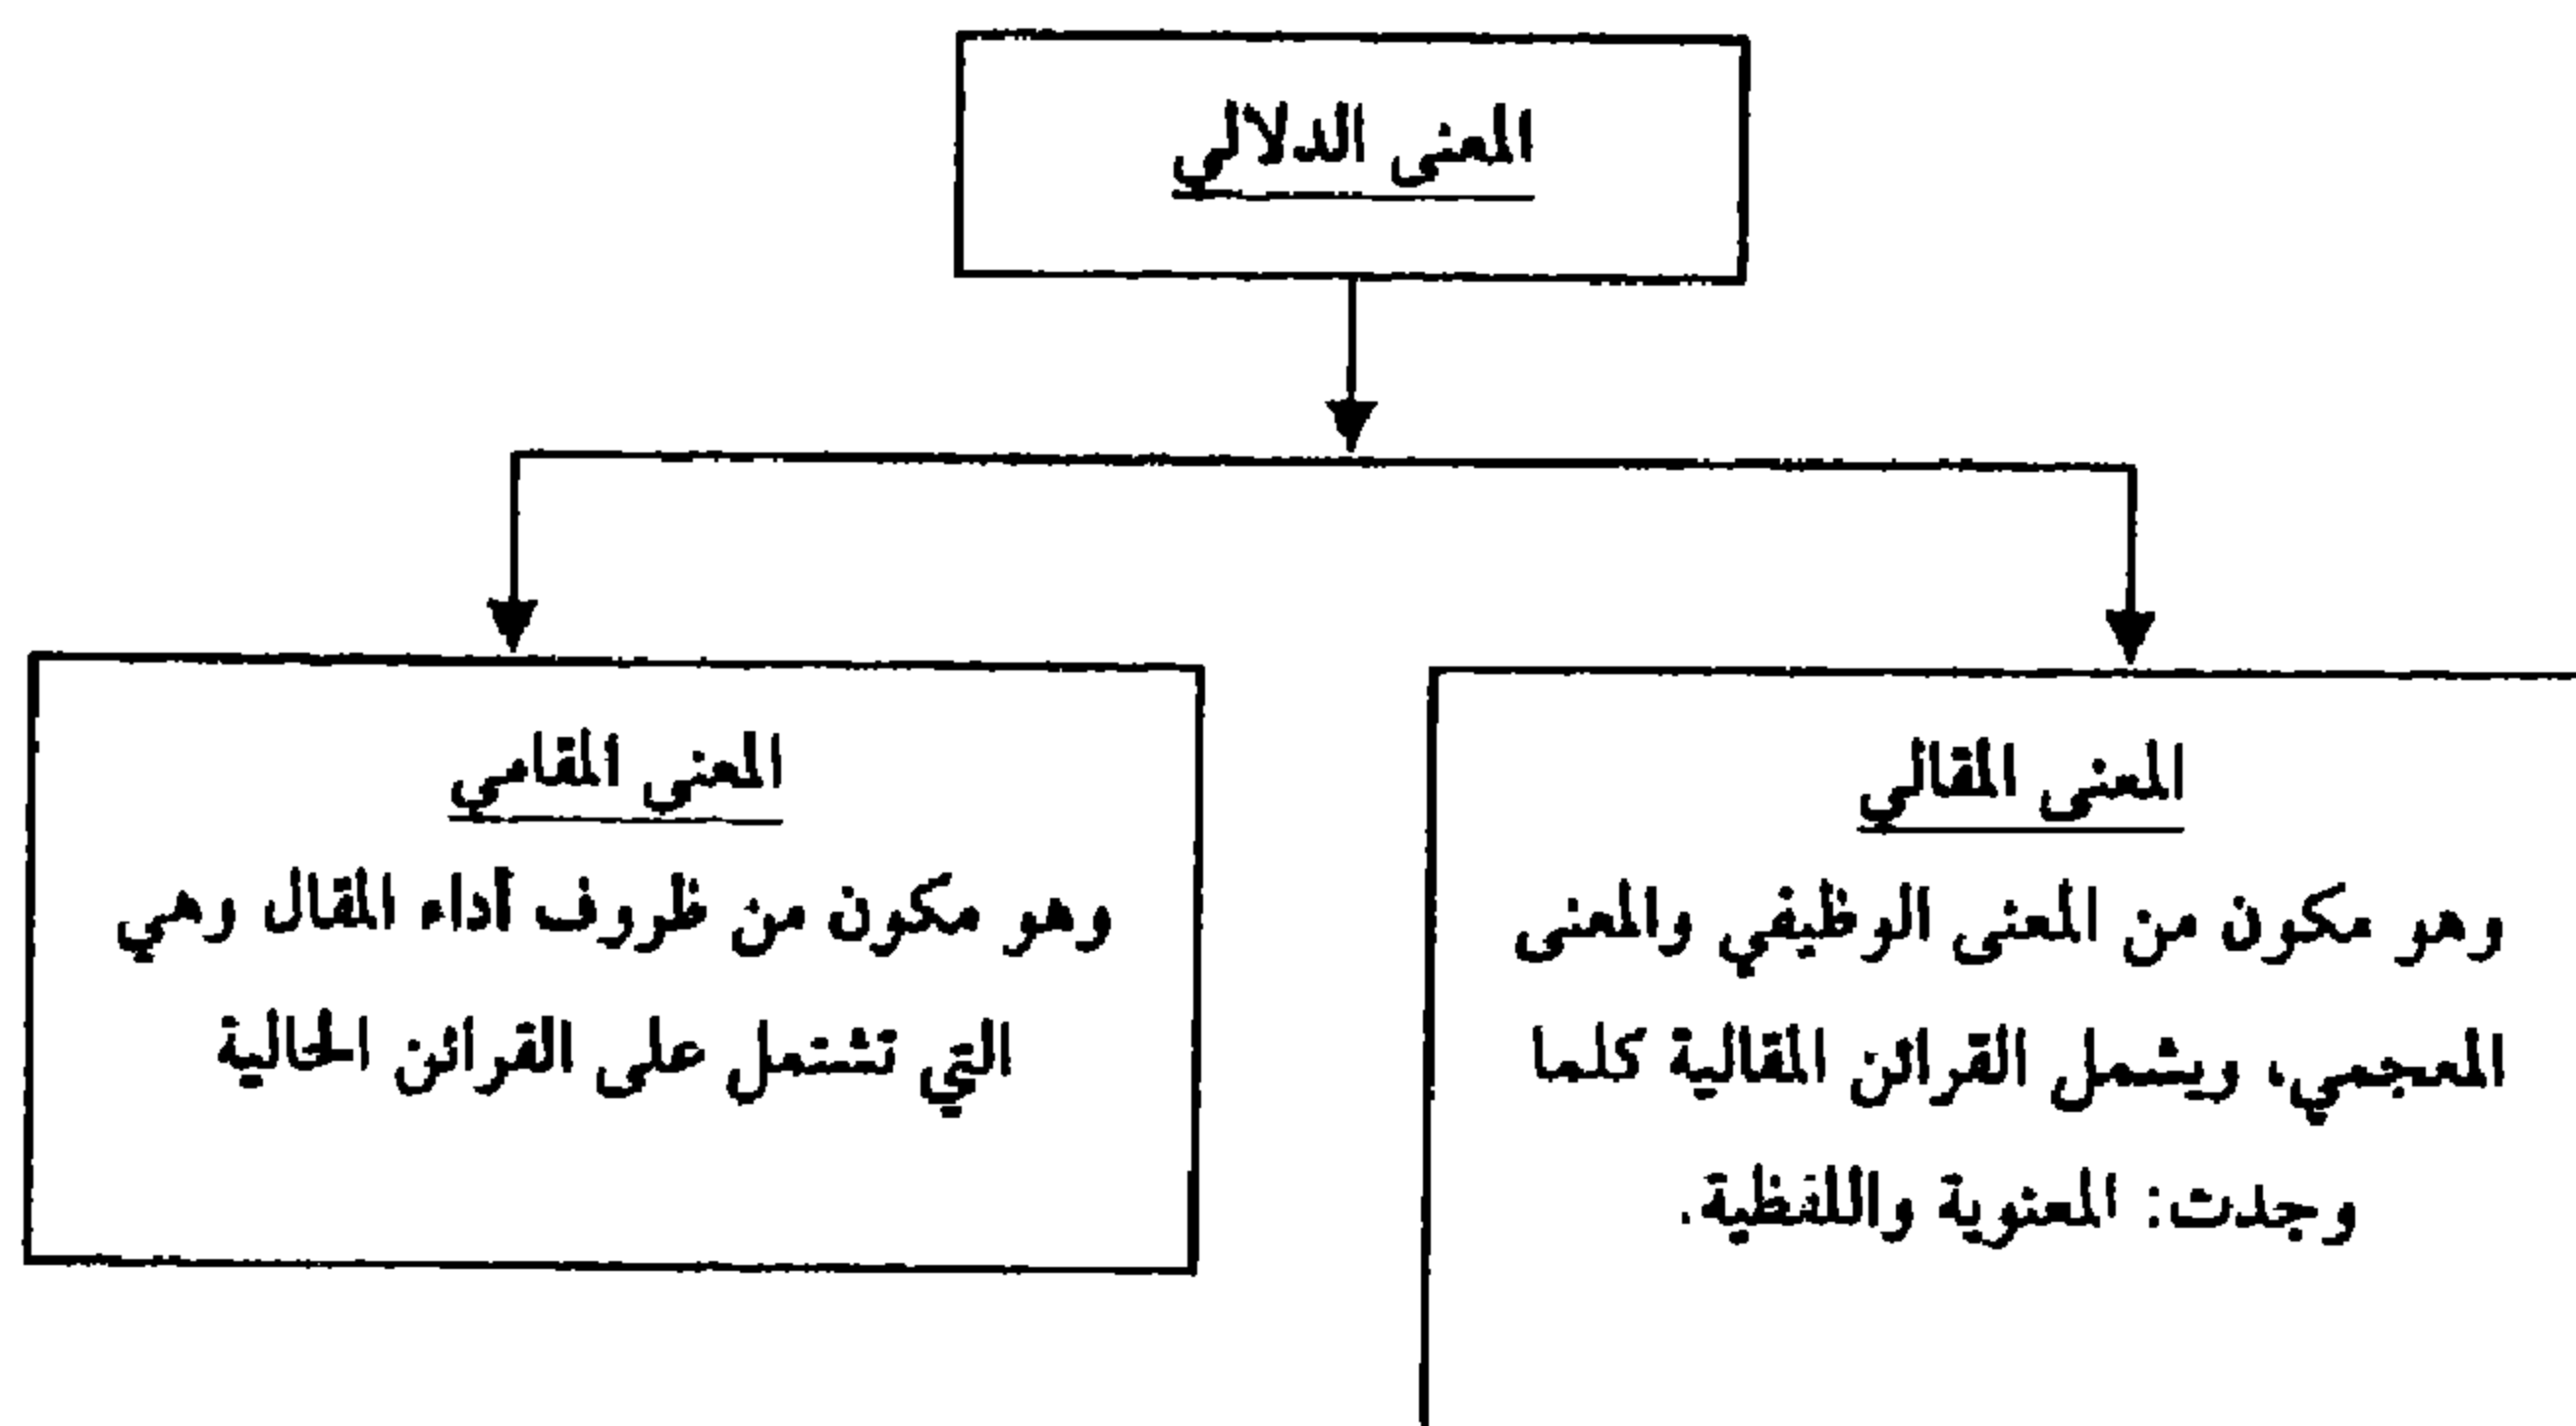 المعنى الدلالي
المعنى المقالي
وهو مكون من المعنى الوظيفي والمعنى
المعجمي، ويشمل القرائن المقالية كلما
وجدت: المعنوية واللفظية.
المعنى المقامي
وهو مكون من ظروف أداء المقال وهي
التي تشتمل على القرائن الحالية